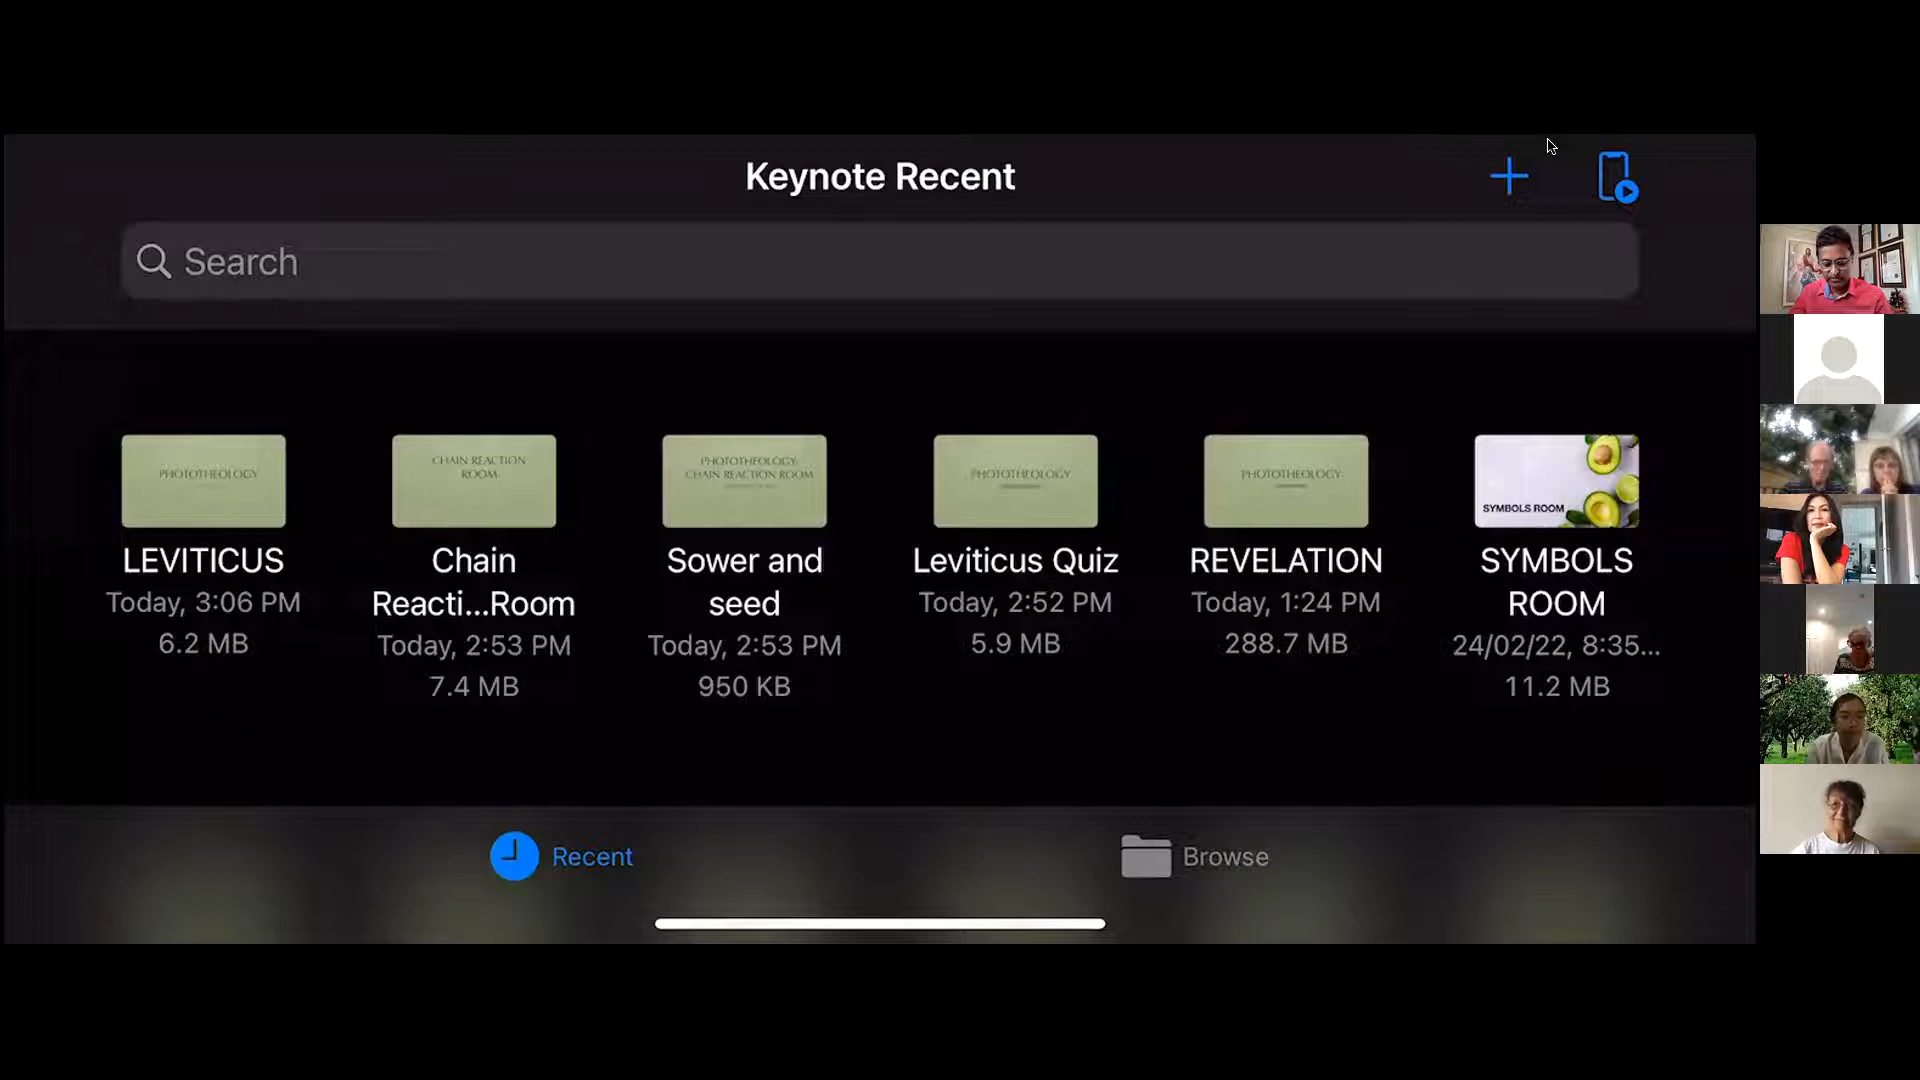 Keynote Recent
Search
PHOTOTHEOLOGY
CHAIN REACTION
ROOM
PHOTOTHEOLOGY:
CHAIN REACTION ROOM
PHOTOTHEOLOGY
PHOTOTHEOLOGY
SYMBOLS ROOM
LEVITICUS
Today, 3:06 PM
6.2 MB
Chain
Reacti...Room
Today, 2:53 PM
7.4 MB
Sower and
seed
Today, 2:53 PM
950 KB
Leviticus Quiz
Today, 2:52 PM
5.9 MB
REVELATION
Today, 1:24 PM
288.7 MB
SYMBOLS
ROOM
24/02/22, 8:35...
11.2 MB
Recent
Browse